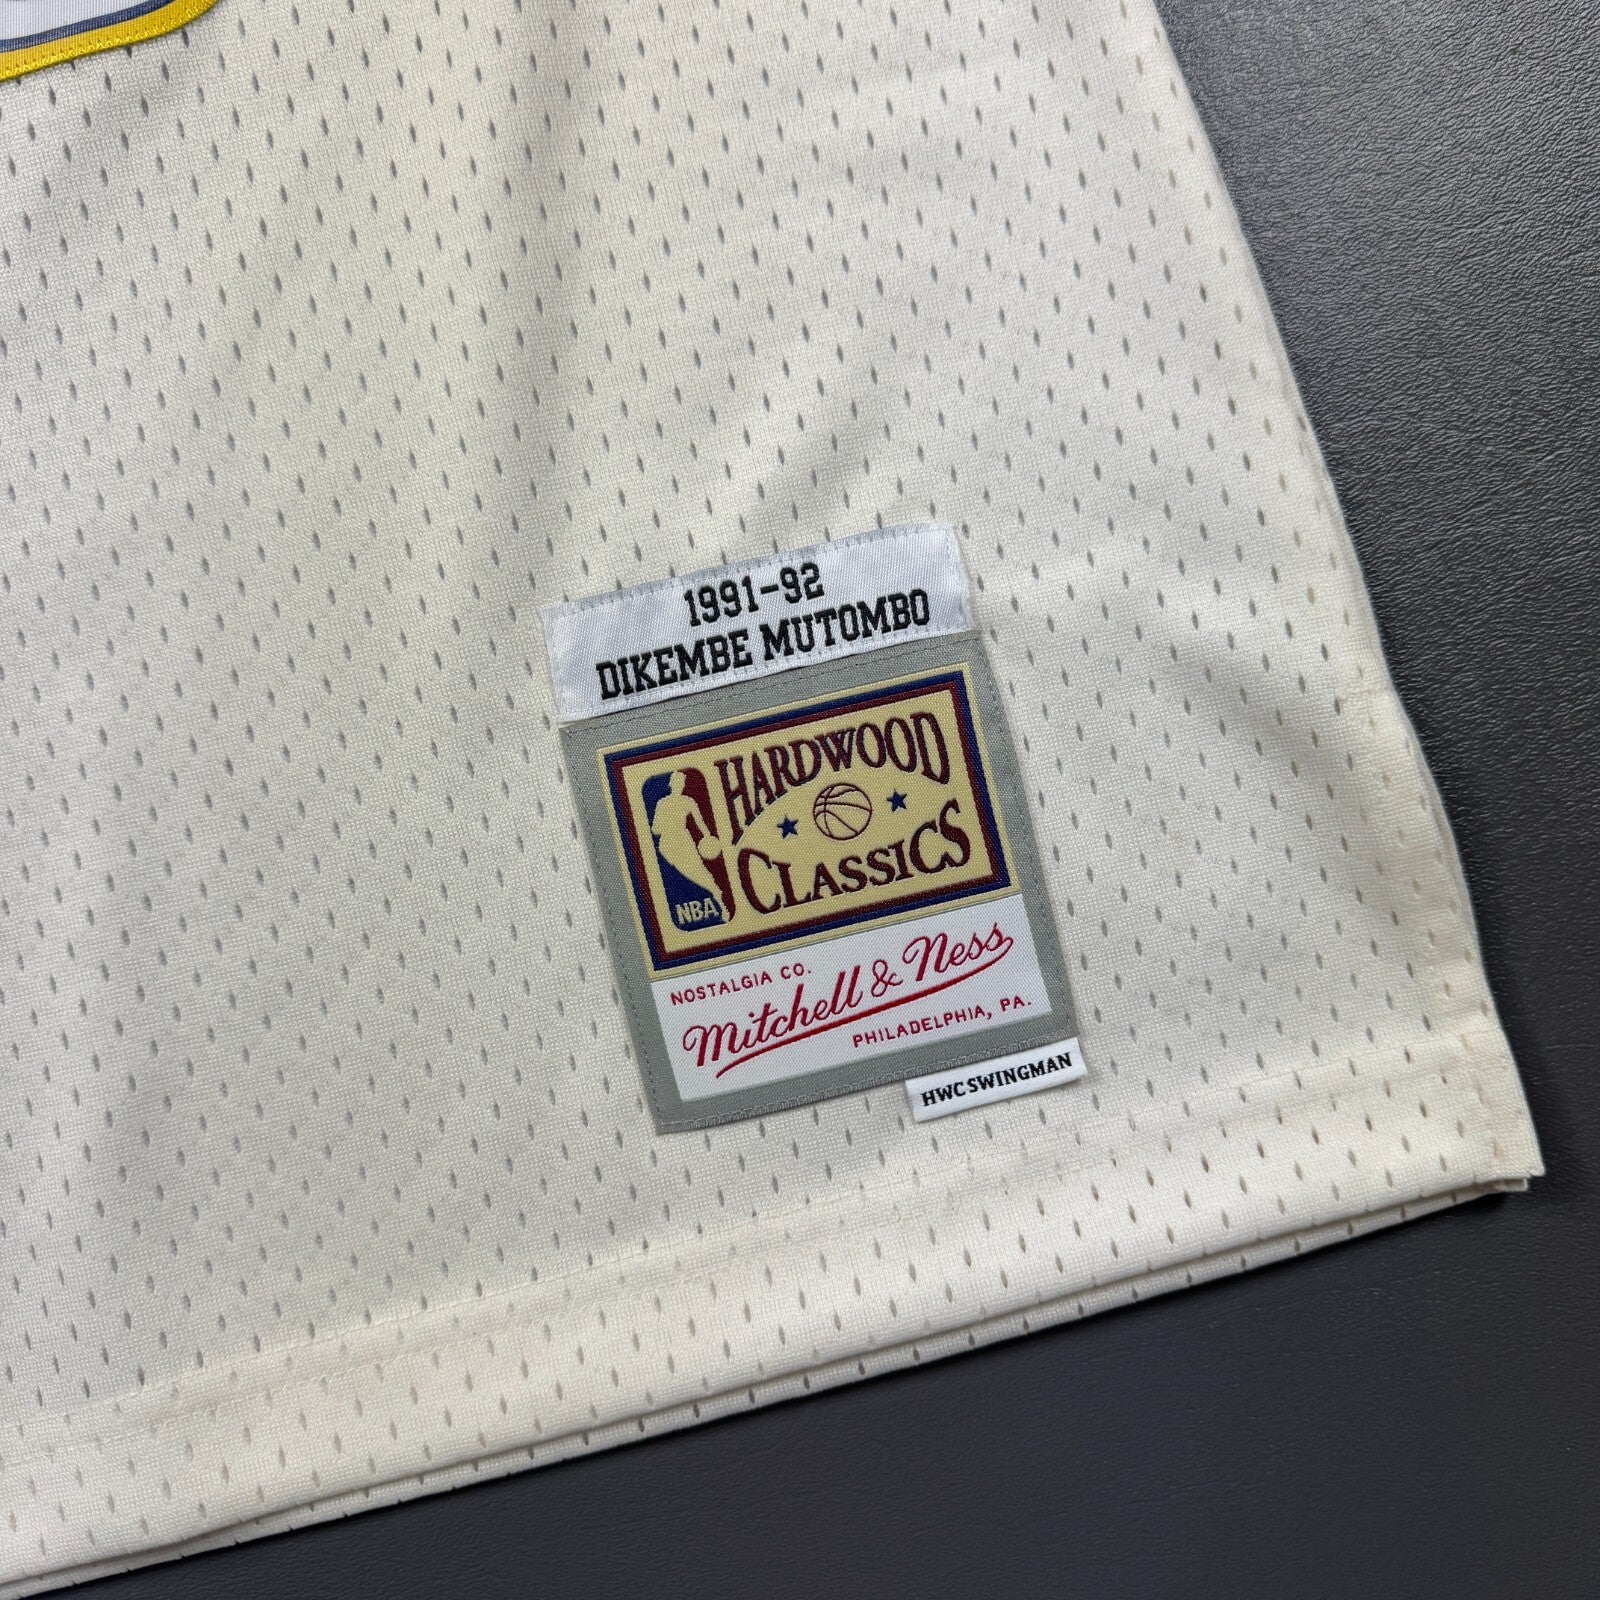 1991-92
DIKEMBE MUTOMBO
HARDWOOD
CLASSICS
NBA
NOSTALGIA CO.
Mitchell & Ness
PHILADELPHIA, PA.
HWC SWINGMAN